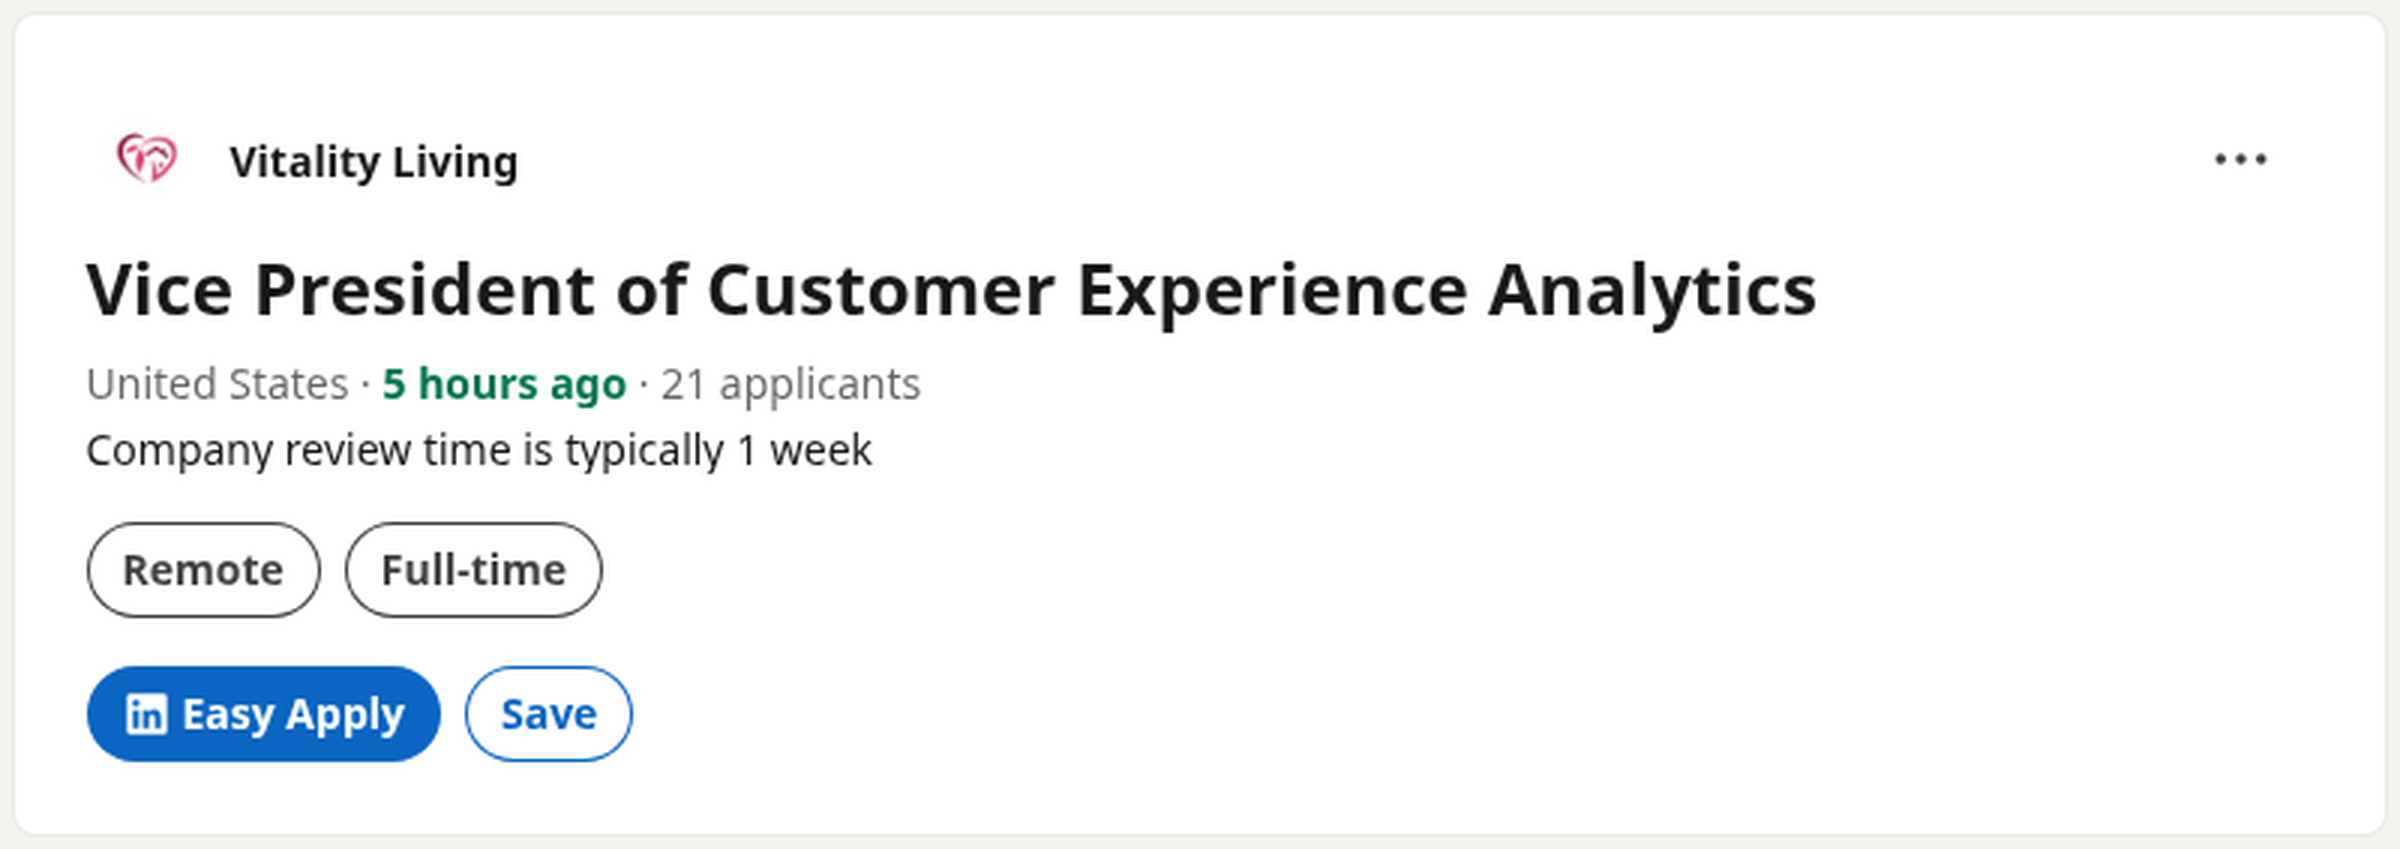 Vitality Living
Vice President of Customer Experience Analytics
United States · 5 hours ago · 21 applicants
Company review time is typically 1 week
Remote Full-time
in Easy Apply Save